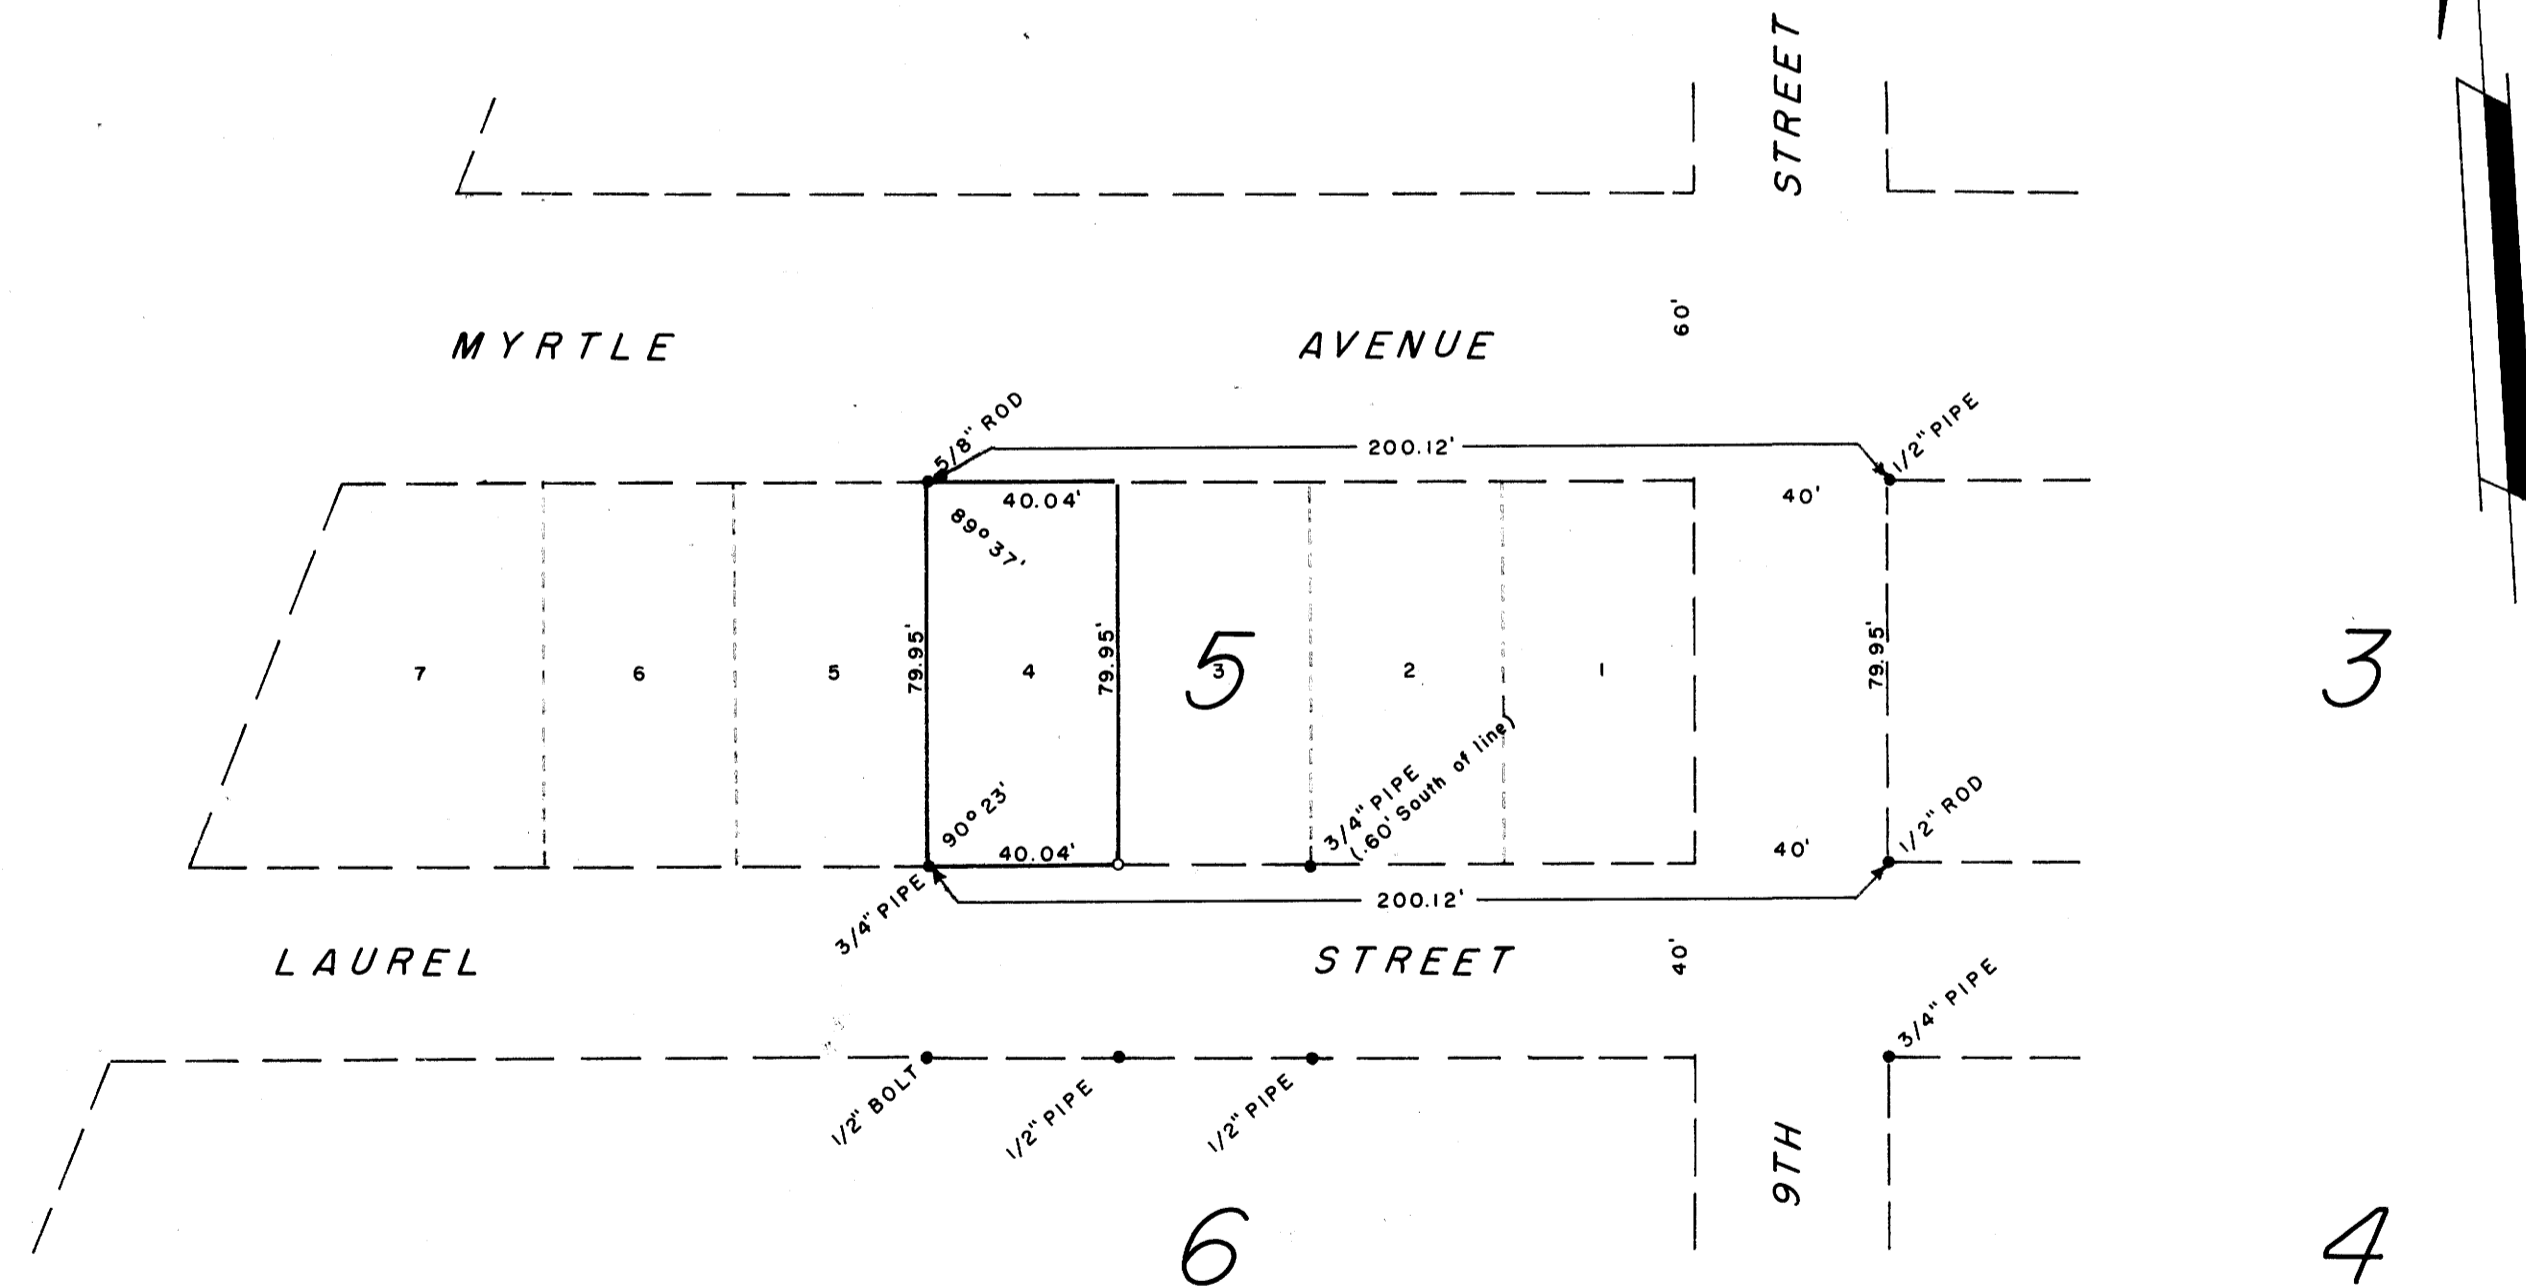 STREET
60'
MYRTLE AVENUE
5/8" ROD
200.12'
1/2" PIPE
40.04'
40'
89° 37'
79.95'
79.95'
79.95'
7
6
5
4
5
3
2
1
3
3/4" PIPE
(.60' South of line)
90° 23'
40.04'
40'
1/2" ROD
3/4" PIPE
200.12'
LAUREL STREET
40'
3/4" PIPE
1/2" BOLT
1/2" PIPE
1/2" PIPE
9TH
6
4